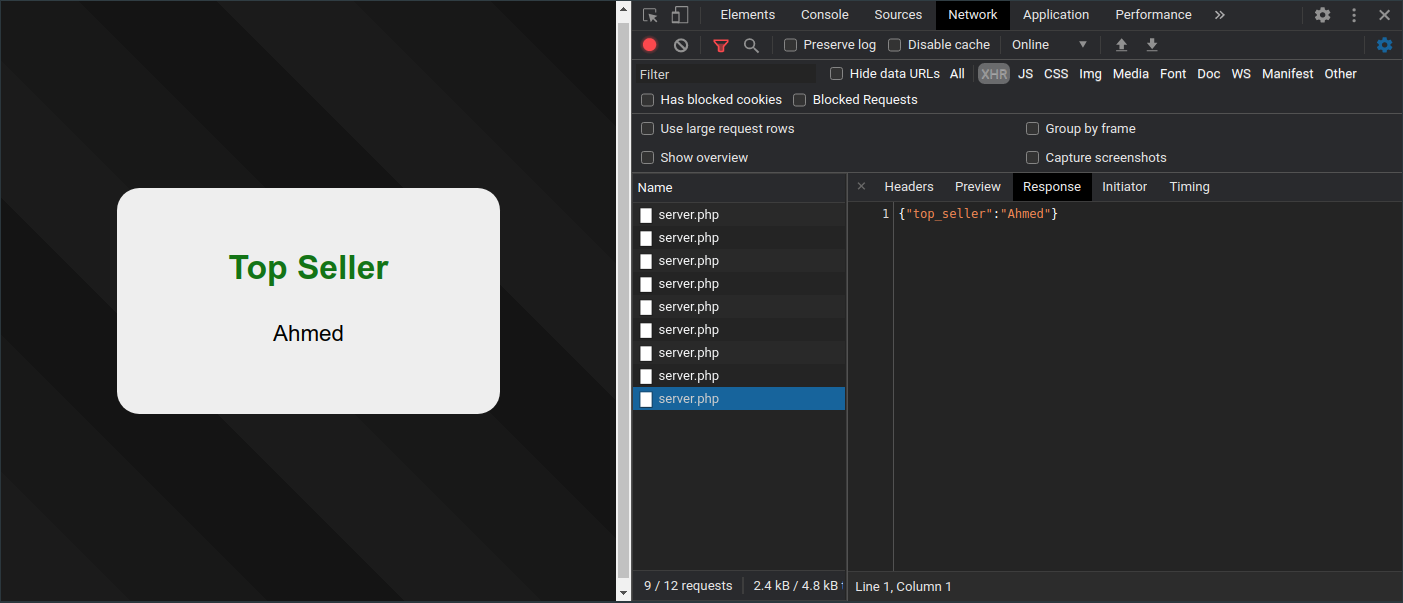 Top Seller
Ahmed
Elements Console Sources Network Application Performance »
Preserve log Disable cache Online
Filter Hide data URLs All XHR JS CSS Img Media Font Doc WS Manifest Other
Has blocked cookies Blocked Requests
Use large request rows Group by frame
Show overview Capture screenshots
Name
server.php
server.php
server.php
server.php
server.php
server.php
server.php
server.php
server.php
9 / 12 requests 2.4 kB / 4.8 kB
Headers Preview Response Initiator Timing
1 {"top_seller":"Ahmed"}
Line 1, Column 1